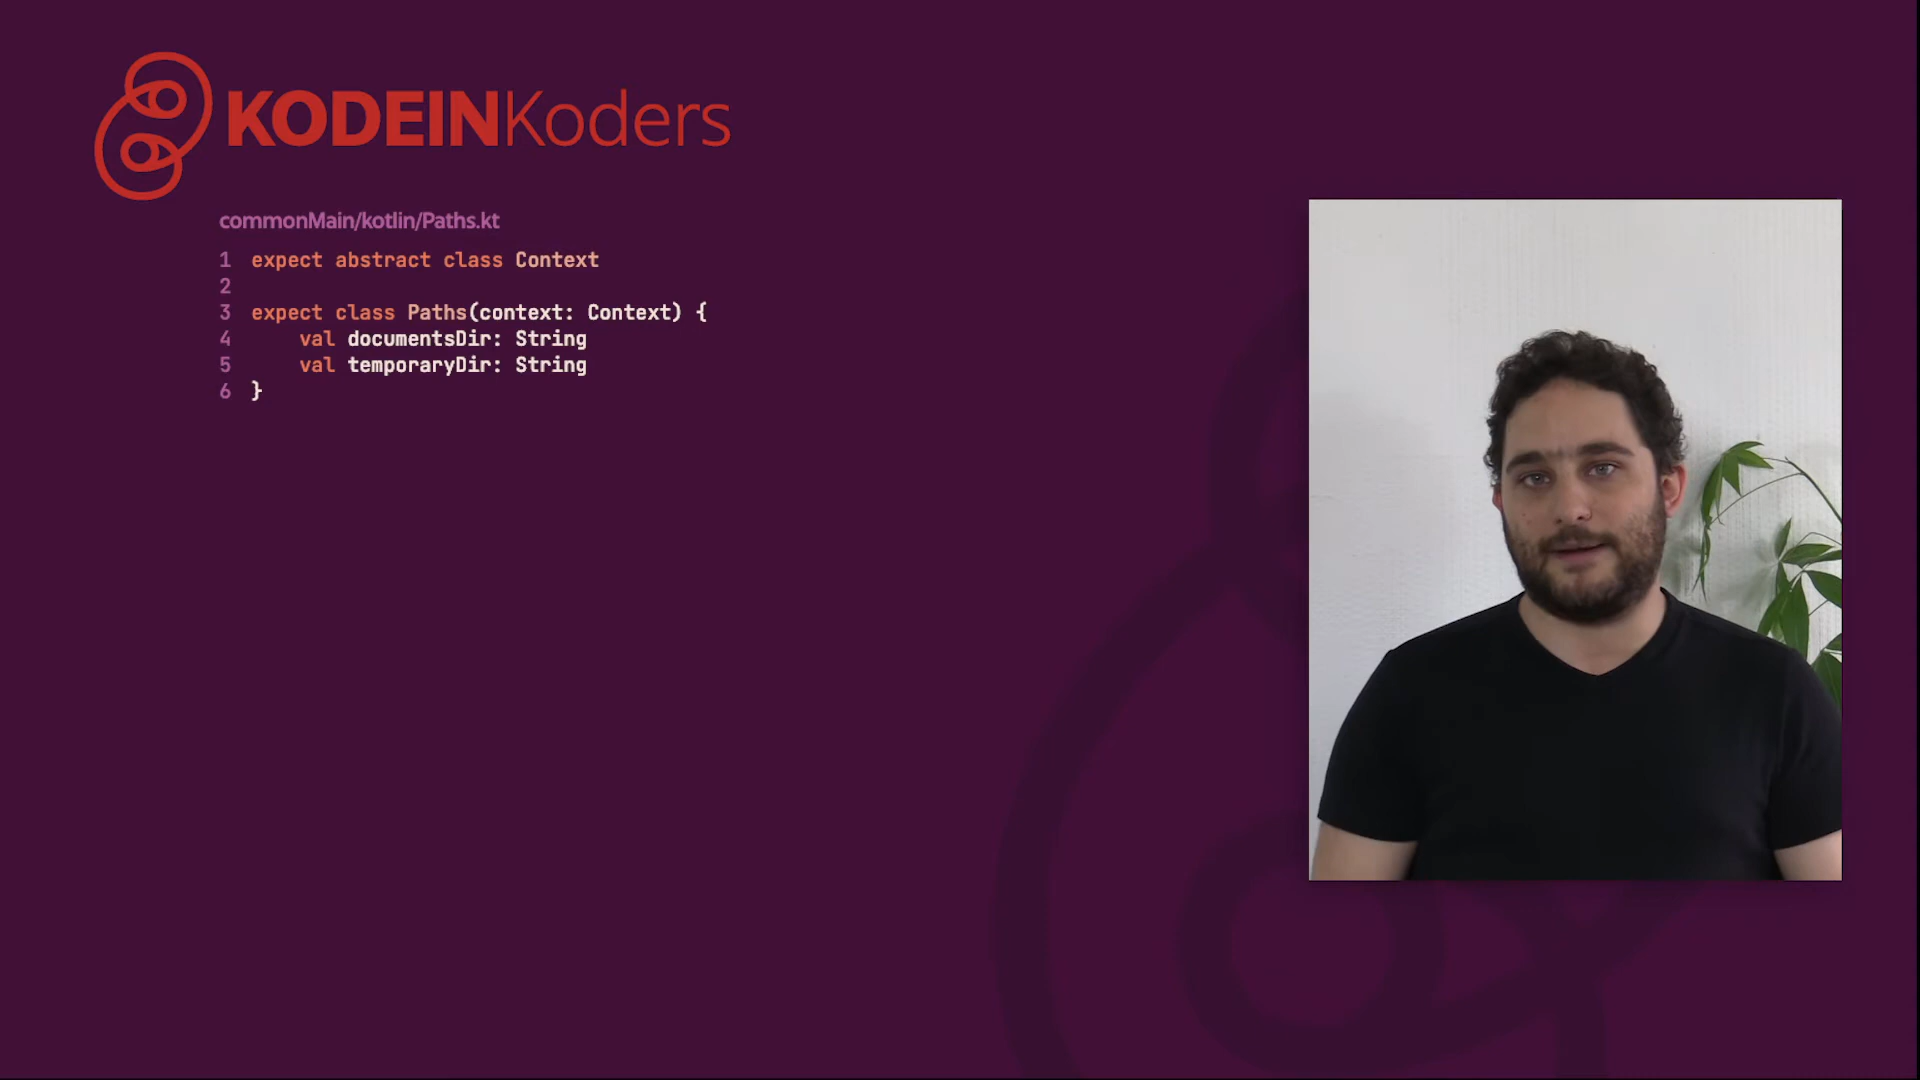 KODEINKoders
commonMain/kotlin/Paths.kt
1 expect abstract class Context
2
3 expect class Paths(context: Context) {
4     val documentsDir: String
5     val temporaryDir: String
6 }